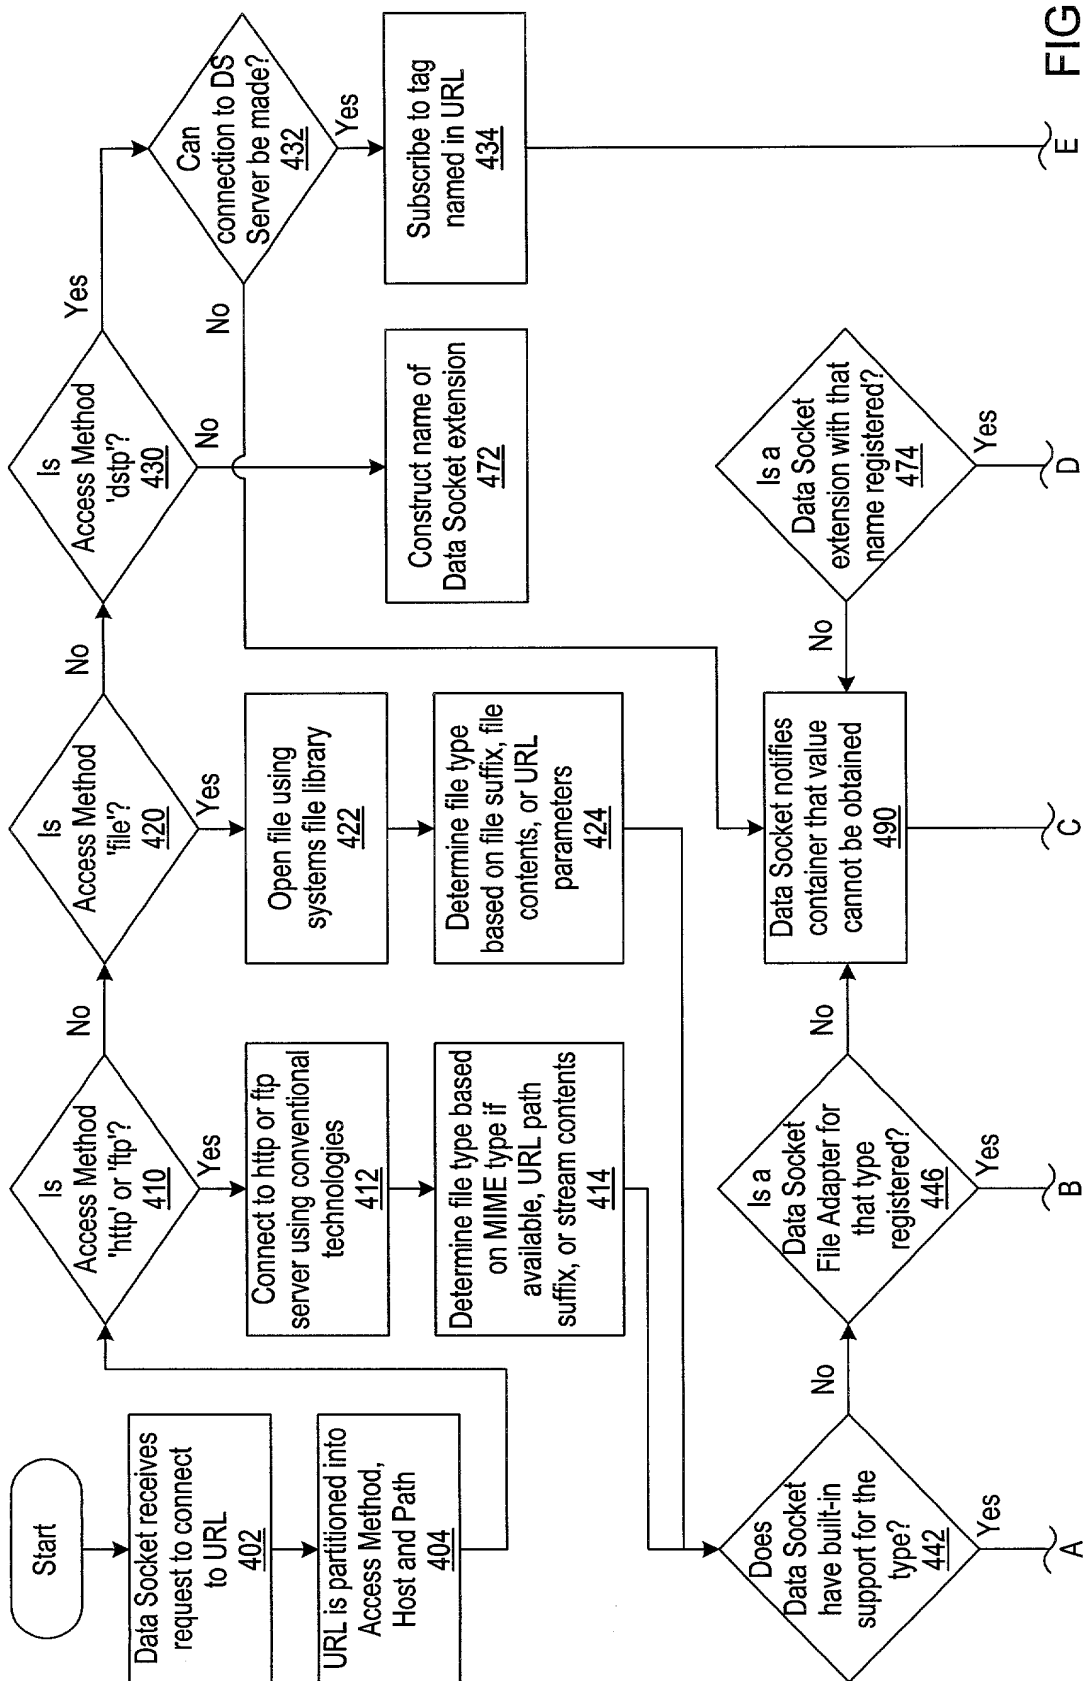 Start
Data Socket receives
request to connect
to URL
402
URL is partitioned into
Access Method,
Host and Path
404
Is
Access Method
'http' or 'ftp'?
410
No
Yes
Connect to http or ftp
server using conventional
technologies
412
Determine file type based
on MIME type if
available, URL path
suffix, or stream contents
414
Is
Access Method
'file'?
420
No
Yes
Open file using
systems file library
422
Determine file type
based on file suffix, file
contents, or URL
parameters
424
Is
Access Method
'dstp'?
430
Yes
No
Construct name of
Data Socket extension
472
Can
connection to DS
Server be made?
432
No
Yes
Subscribe to tag
named in URL
434
Does
Data Socket
have built-in
support for the
type?
442
No
Yes
Is a
Data Socket
File Adapter for
that type
registered?
446
No
Yes
Data Socket notifies
container that value
cannot be obtained
490
Is a
Data Socket
extension with that
name registered?
474
No
Yes
A
B
C
D
E
FIG